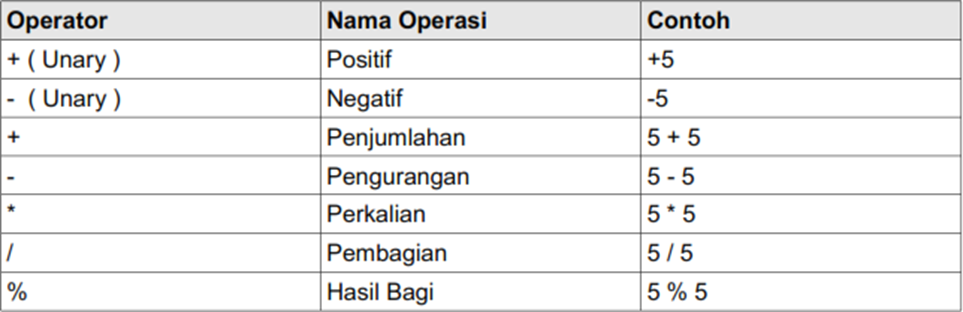 Operator Nama Operasi Contoh
+ ( Unary ) Positif +5
- ( Unary ) Negatif -5
+ Penjumlahan 5 + 5
- Pengurangan 5 - 5
* Perkalian 5 * 5
/ Pembagian 5 / 5
% Hasil Bagi 5 % 5